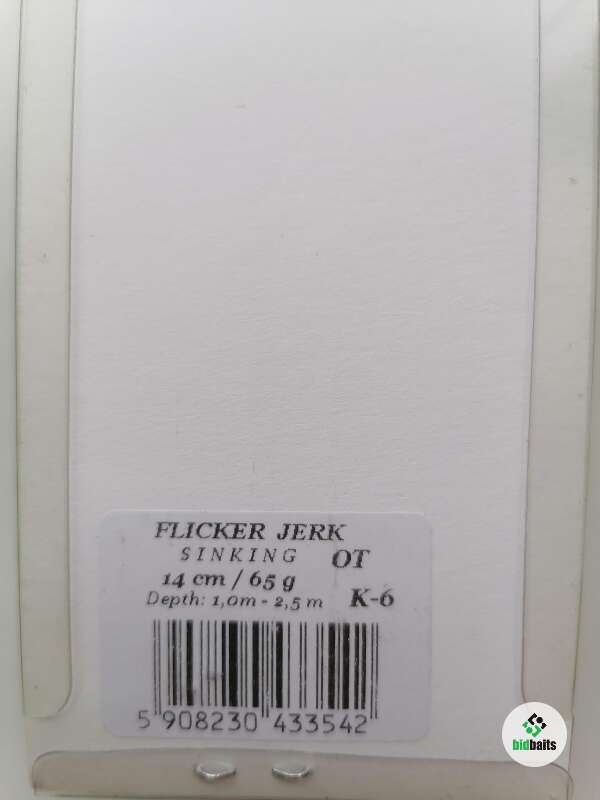 FLICKER JERK
SINKING OT
14 cm / 65 g
Depth: 1,0m - 2,5 m K-6
5 908230 433542
bidbaits